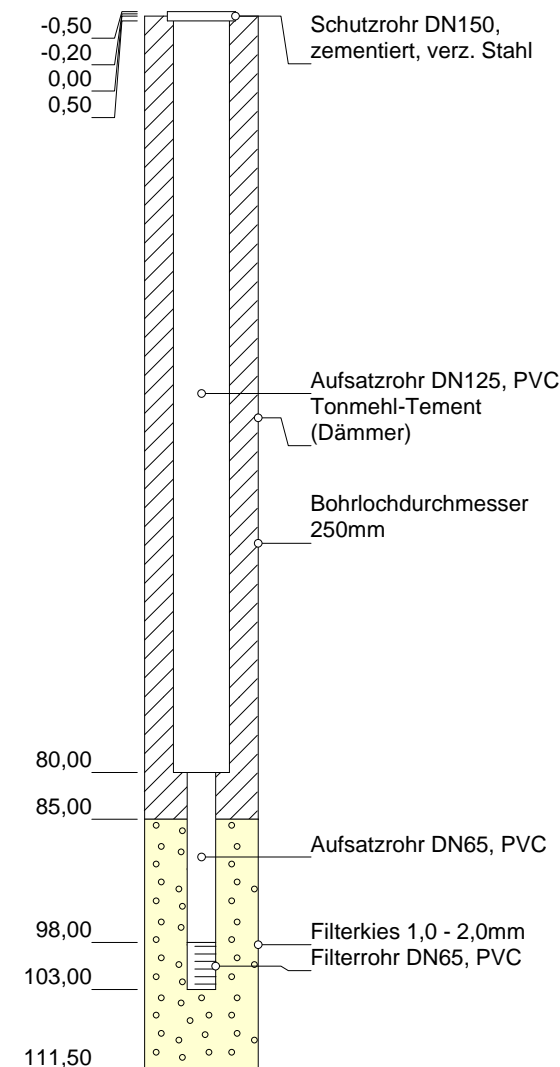 -0,50
-0,20
0,00
0,50
Schutzrohr DN150,
zementiert, verz. Stahl
Aufsatzrohr DN125, PVC
Tonmehl-Tement
(Dämmer)
Bohrlochdurchmesser
250mm
80,00
85,00
Aufsatzrohr DN65, PVC
98,00
Filterkies 1,0 - 2,0mm
Filterrohr DN65, PVC
103,00
111,50